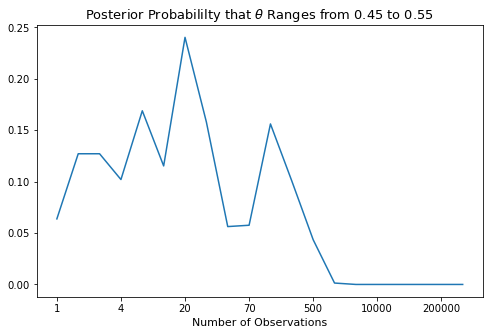 Posterior Probabililty that θ Ranges from 0.45 to 0.55
0.25
0.20
0.15
0.10
0.05
0.00
1 4 20 70 500 10000 200000
Number of Observations